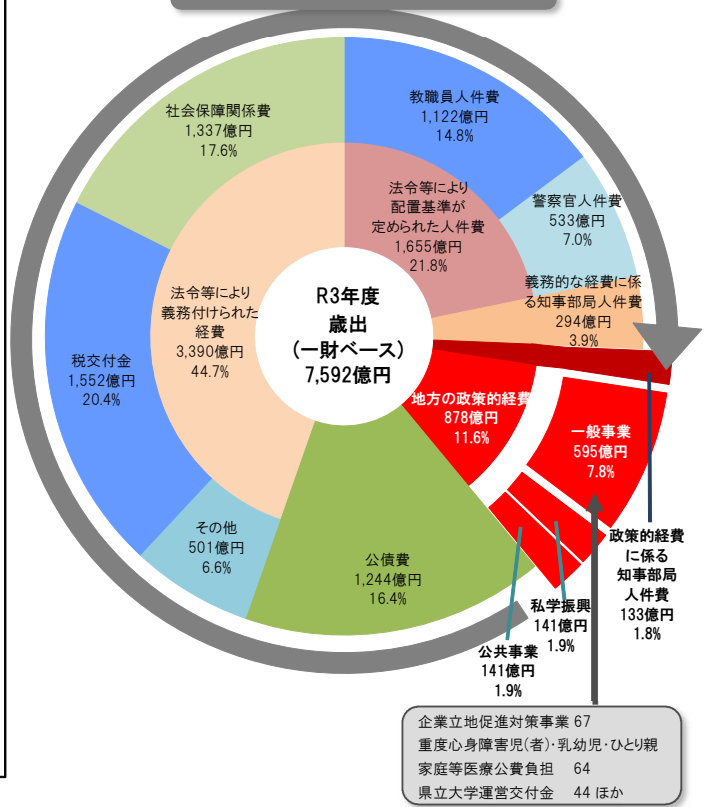 社会保障関係費
1,337億円
17.6%
教職員人件費
1,122億円
14.8%
法令等により
配置基準が
定められた人件費
1,655億円
21.8%
警察官人件費
533億円
7.0%
義務的な経費に係
る知事部局人件費
294億円
3.9%
法令等により
義務付けられた
経費
3,390億円
44.7%
R3年度
歳出
(一財ベース)
7,592億円
税交付金
1,552億円
20.4%
地方の政策的経費
878億円
11.6%
一般事業
595億円
7.8%
その他
501億円
6.6%
公債費
1,244億円
16.4%
政策的経費
に係る
知事部局
人件費
133億円
1.8%
私学振興
141億円
1.9%
公共事業
141億円
1.9%
企業立地促進対策事業 67
重度心身障害児(者)・乳幼児・ひとり親
家庭等医療公費負担 64
県立大学運営交付金 44 ほか